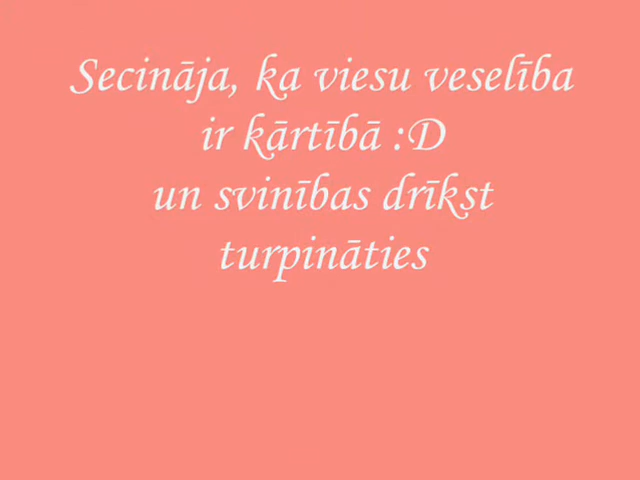 Secināja, ka viesu veselība
ir kārtībā :D
un svinības drīkst
turpināties